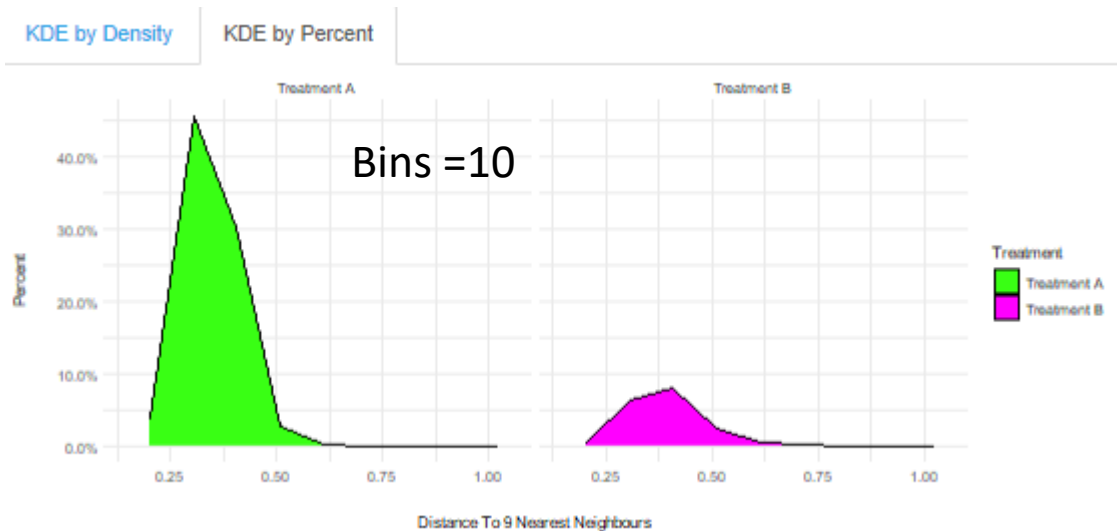 KDE by Density
KDE by Percent
Treatment A
Treatment B
Bins =10
Percent
40.0%
30.0%
20.0%
10.0%
0.0%
0.25
0.50
0.75
1.00
0.25
0.50
0.75
1.00
Distance To 9 Nearest Neighbours
Treatment
Treatment A
Treatment B